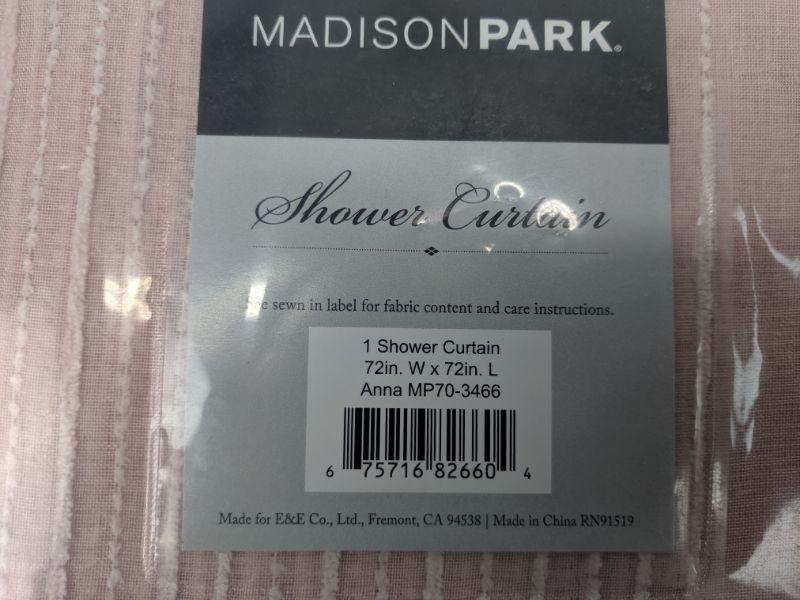 MADISONPARK®
Shower Curtain
See sewn in label for fabric content and care instructions.
1 Shower Curtain
72in. W x 72in. L
Anna MP70-3466
6 75716 82660 4
Made for E&E Co., Ltd., Fremont, CA 94538 | Made in China RN91519